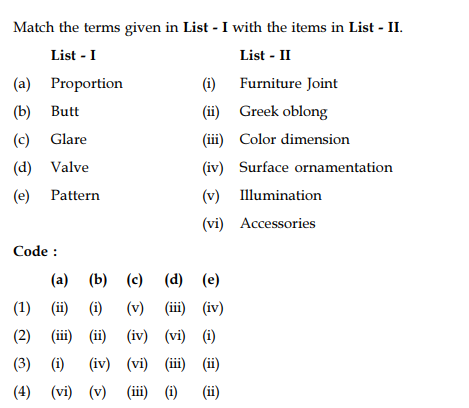 Match the terms given in List - I with the items in List - II.
List - I List - II
(a) Proportion (i) Furniture Joint
(b) Butt (ii) Greek oblong
(c) Glare (iii) Color dimension
(d) Valve (iv) Surface ornamentation
(e) Pattern (v) Illumination
(vi) Accessories
Code :
(a) (b) (c) (d) (e)
(1) (ii) (i) (v) (iii) (iv)
(2) (iii) (ii) (iv) (vi) (i)
(3) (i) (iv) (vi) (iii) (ii)
(4) (vi) (v) (iii) (i) (ii)